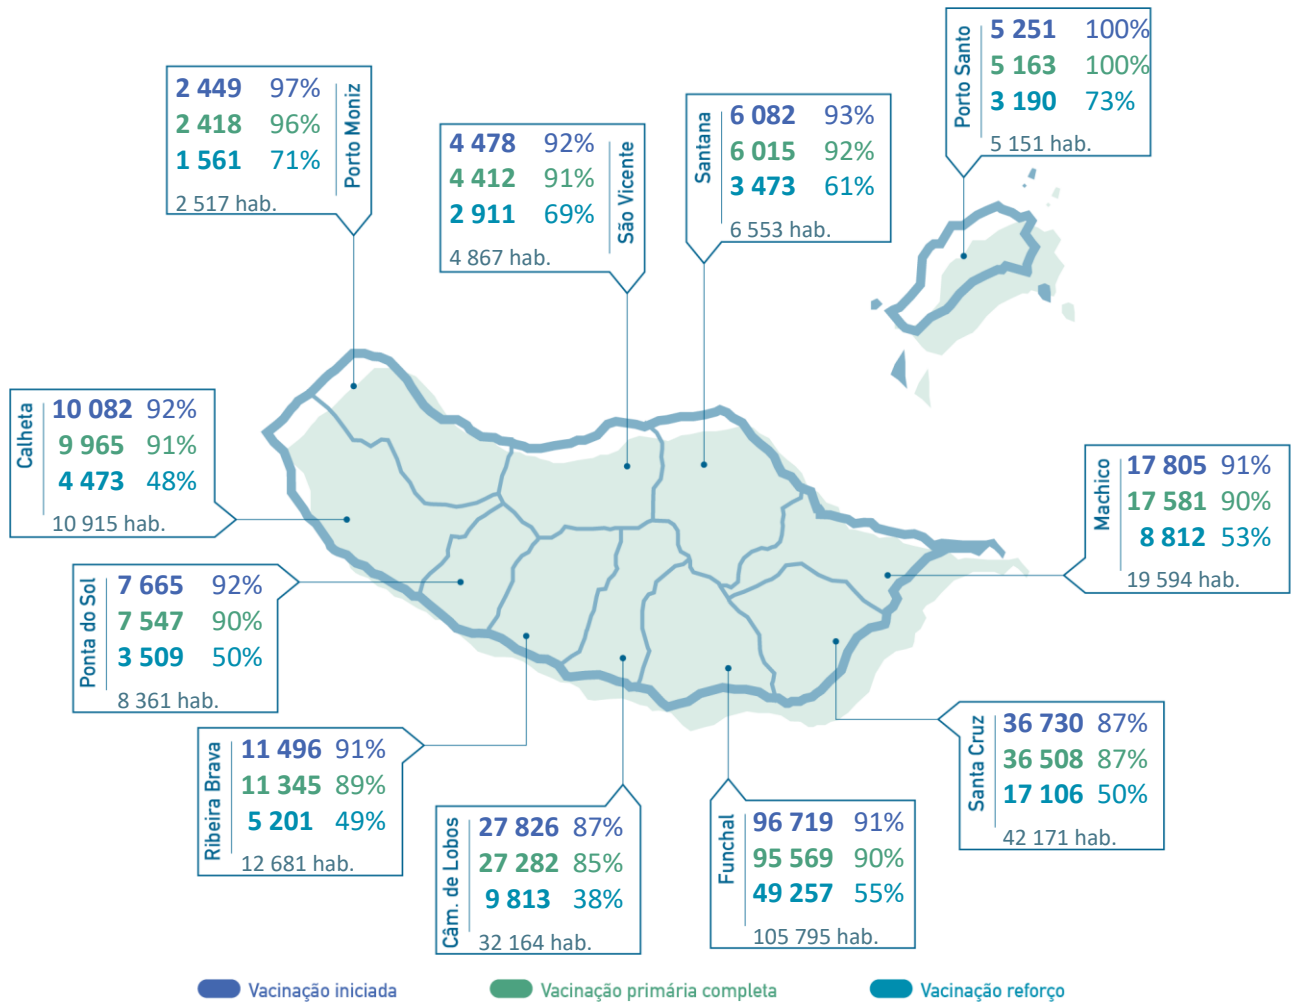 Porto Santo
5 251 100%
5 163 100%
3 190 73%
5 151 hab.
2 449 97%
2 418 96%
1 561 71%
2 517 hab.
Porto Moniz
4 478 92%
4 412 91%
2 911 69%
4 867 hab.
São Vicente
Santana
6 082 93%
6 015 92%
3 473 61%
6 553 hab.
Calheta
10 082 92%
9 965 91%
4 473 48%
10 915 hab.
Machico
17 805 91%
17 581 90%
8 812 53%
19 594 hab.
Ponta do Sol
7 665 92%
7 547 90%
3 509 50%
8 361 hab.
Ribeira Brava
11 496 91%
11 345 89%
5 201 49%
12 681 hab.
Câm. de Lobos
27 826 87%
27 282 85%
9 813 38%
32 164 hab.
Funchal
96 719 91%
95 569 90%
49 257 55%
105 795 hab.
Santa Cruz
36 730 87%
36 508 87%
17 106 50%
42 171 hab.
Vacinação iniciada
Vacinação primária completa
Vacinação reforço